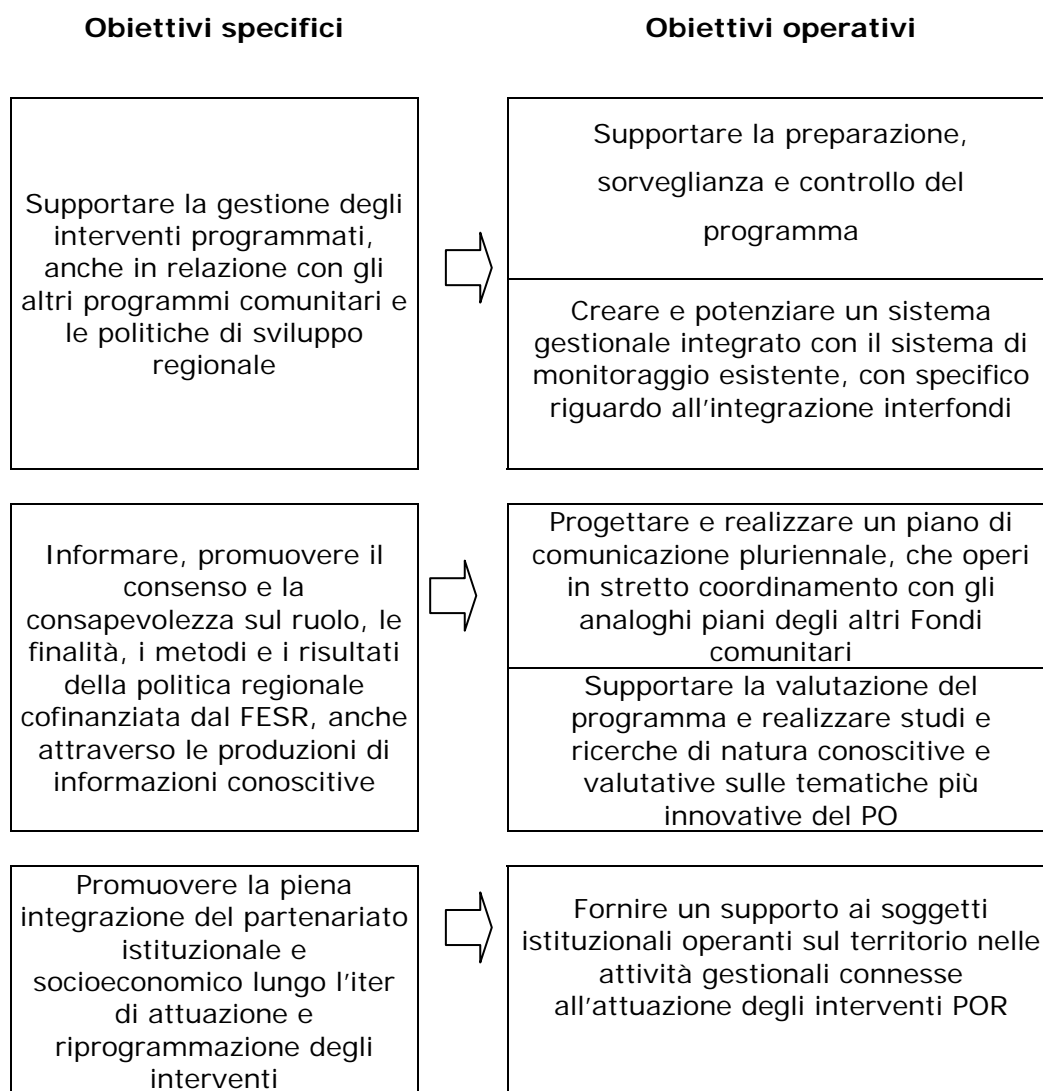 Obiettivi specifici
Obiettivi operativi
Supportare la gestione degli
interventi programmati,
anche in relazione con gli
altri programmi comunitari e
le politiche di sviluppo
regionale
Supportare la preparazione,
sorveglianza e controllo del
programma
Creare e potenziare un sistema
gestionale integrato con il sistema di
monitoraggio esistente, con specifico
riguardo all'integrazione interfondi
Informare, promuovere il
consenso e la
consapevolezza sul ruolo, le
finalità, i metodi e i risultati
della politica regionale
cofinanziata dal FESR, anche
attraverso le produzioni di
informazioni conoscitive
Progettare e realizzare un piano di
comunicazione pluriennale, che operi
in stretto coordinamento con gli
analoghi piani degli altri Fondi
comunitari
Supportare la valutazione del
programma e realizzare studi e
ricerche di natura conoscitive e
valutative sulle tematiche più
innovative del PO
Promuovere la piena
integrazione del partenariato
istituzionale e
socioeconomico lungo l'iter
di attuazione e
riprogrammazione degli
interventi
Fornire un supporto ai soggetti
istituzionali operanti sul territorio nelle
attività gestionali connesse
all'attuazione degli interventi POR